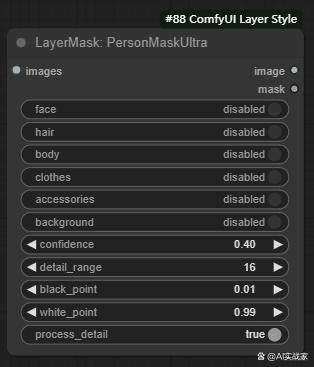 #88 ComfyUI Layer Style
LayerMask: PersonMaskUltra
images image
mask
face disabled
hair disabled
body disabled
clothes disabled
accessories disabled
background disabled
confidence 0.40
detail_range 16
black_point 0.01
white_point 0.99
process_detail true
@AI实战家